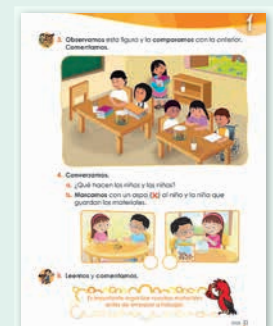 1
3. Observamos esta figura y la comparamos con la anterior.
Comentamos.
4. Conversamos.
a. ¿Qué hacen los niños y las niñas?
b. Marcamos con un aspa (X) al niño y la niña que
guardan los materiales.
5. Leemos y comentamos.
Es importante organizar nuestros materiales
antes de empezar a trabajar.